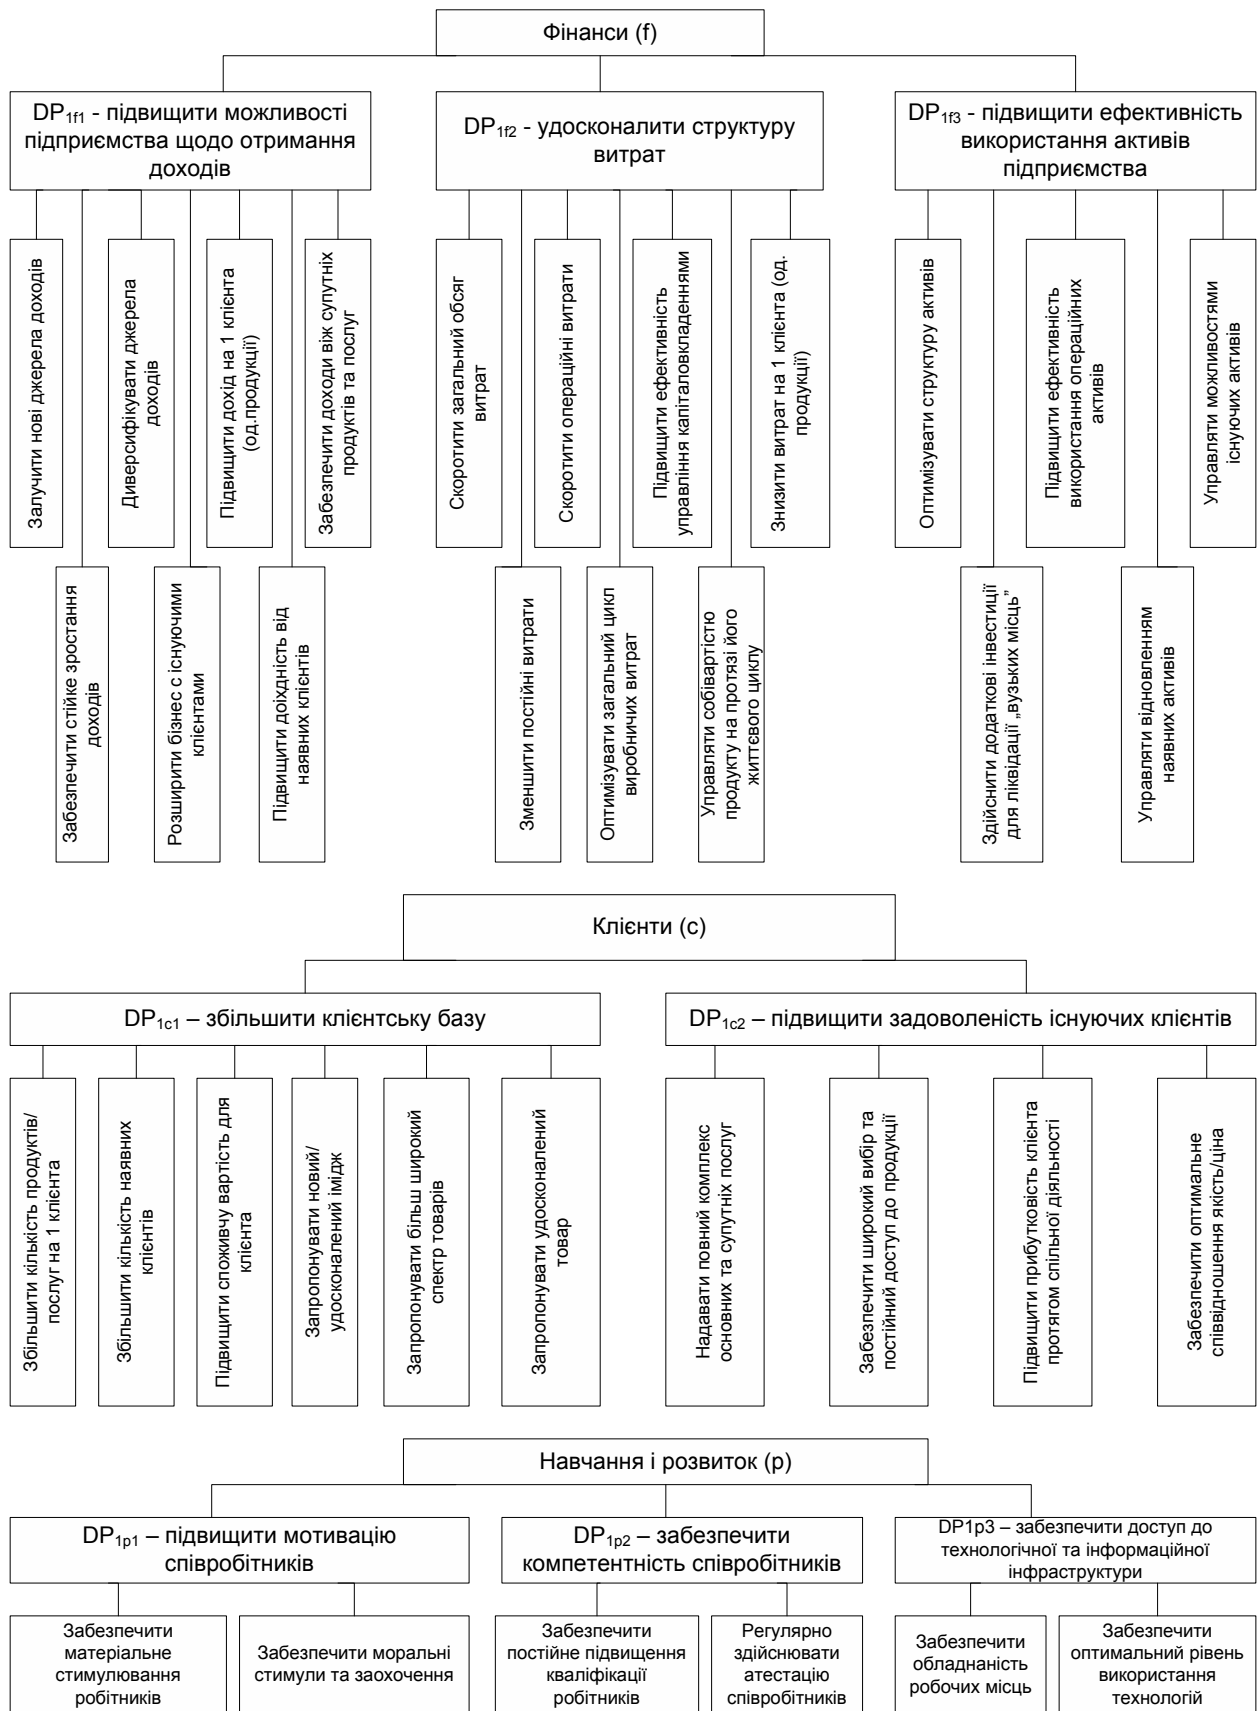 Фінанси (f)
DP1f1 - підвищити можливості
підприємства щодо отримання
доходів
DP1f2 - удосконалити структуру
витрат
DP1f3 - підвищити ефективність
використання активів
підприємства
Залучити нові джерела доходів
Диверсифікувати джерела
доходів
Підвищити дохід на 1 клієнта
(од.продукції)
Забезпечити доходи віж супутніх
продуктів та послуг
Скоротити загальний обсяг
витрат
Скоротити операційні витрати
Підвищити ефективність
управління капіталовкладеннями
Знизити витрат на 1 клієнта (од.
продукції)
Оптимізувати структуру активів
Підвищити ефективність
використання операційних
активів
Управляти можливостями
існуючих активів
Забезпечити стійке зростання
доходів
Розширити бізнес с існуючими
клієнтами
Підвищити доіхдність від
наявних клієнтів
Зменшити постійні витрати
Оптимізувати загальний цикл
виробничих витрат
Управляти собівартістю
продукту на протязі його
життєвого циклу
Здійснити додаткові інвестиції
для ліквідації „вузьких місць”
Управляти відновленням
наявних активів
Клієнти (с)
DP1c1 – збільшити клієнтську базу
DP1c2 – підвищити задоволеність існуючих клієнтів
Збільшити кількість продуктів/
послуг на 1 клієнта
Збільшити кількість наявних
клієнтів
Підвищити споживчу вартість для
клієнта
Запропонувати новий/
удосконалений імідж
Запропонувати більш широкий
спектр товарів
Запропонувати удосконалений
товар
Надавати повний комплекс
основних та супутніх послуг
Забезпечити широкий вибір та
постійний доступ до продукції
Підвищити прибутковість клієнта
протягом спільної діяльності
Забезпечити оптимальне
співвідношення якість/ціна
Навчання і розвиток (р)
DP1p1 – підвищити мотивацію
співробітників
DP1p2 – забезпечити
компетентність співробітників
DP1p3 – забезпечити доступ до
технологічної та інформаційної
інфраструктури
Забезпечити
матеріальне
стимулювання
робітників
Забезпечити моральні
стимули та заохочення
Забезпечити
постійне підвищення
кваліфікації
робітників
Регулярно
здійснювати
атестацію
співробітників
Забезпечити
обладнаність
робочих місць
Забезпечити
оптимальний рівень
використання
технологій